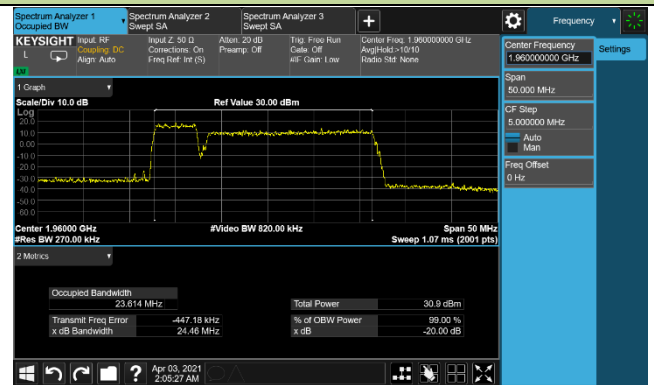 Spectrum Analyzer 1
Occupied BW
Spectrum Analyzer 2
Swept SA
Spectrum Analyzer 3
Swept SA
Frequency
KEYSIGHT
L
Input: RF
Coupling: DC
Align: Auto
Input Z: 50 Ω
Corrections: On
Freq Ref: Int (S)
Atten: 20 dB
Preamp: Off
Trig: Free Run
Gate: Off
#IF Gain: Low
Center Freq: 1.960000000 GHz
Avg|Hold:>10/10
Radio Std: None
Center Frequency
1.960000000 GHz
Settings
Span
50.000 MHz
CF Step
5.000000 MHz
Auto
Man
Freq Offset
0 Hz
1 Graph
Scale/Div 10.0 dB
Ref Value 30.00 dBm
Log
20.0
10.0
0.00
-10.0
-20.0
-30.0
-40.0
-50.0
-60.0
Center 1.96000 GHz
#Video BW 820.00 kHz
Span 50 MHz
#Res BW 270.00 kHz
Sweep 1.07 ms (2001 pts)
2 Metrics
Occupied Bandwidth
23.614 MHz
Total Power
30.9 dBm
Transmit Freq Error
-447.18 kHz
% of OBW Power
99.00 %
x dB Bandwidth
24.46 MHz
x dB
-20.00 dB
?
Apr 03, 2021
2:05:27 AM